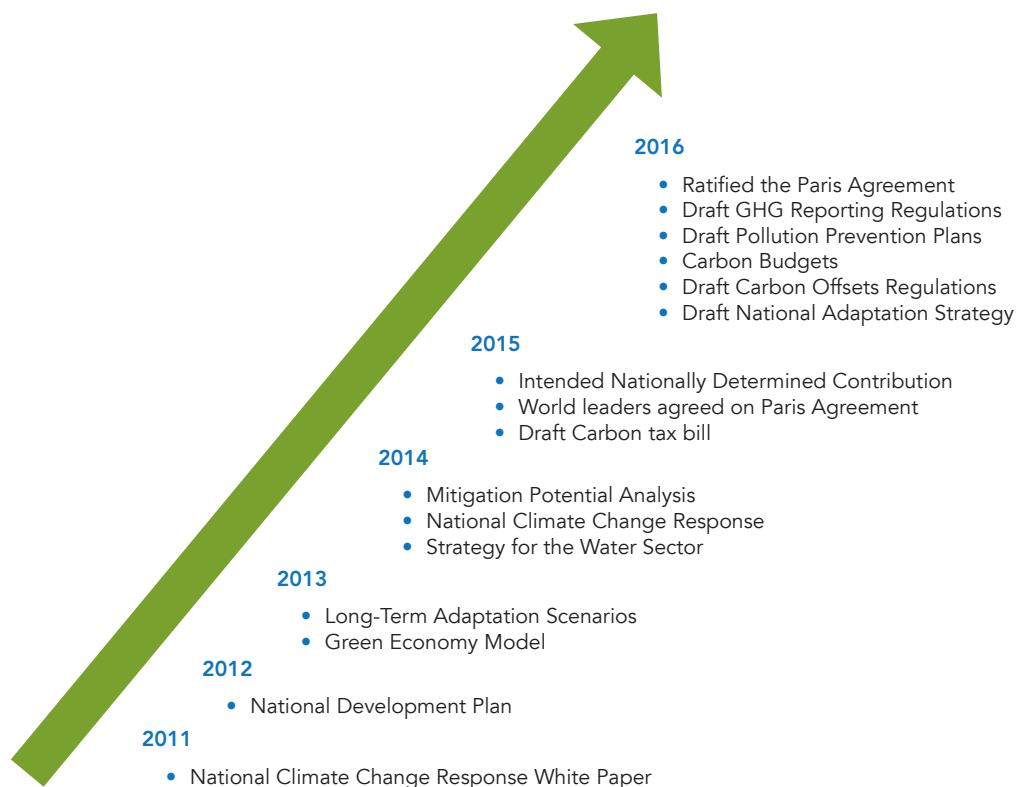 2016
• Ratified the Paris Agreement
• Draft GHG Reporting Regulations
• Draft Pollution Prevention Plans
• Carbon Budgets
• Draft Carbon Offsets Regulations
• Draft National Adaptation Strategy
2015
• Intended Nationally Determined Contribution
• World leaders agreed on Paris Agreement
• Draft Carbon tax bill
2014
• Mitigation Potential Analysis
• National Climate Change Response
• Strategy for the Water Sector
2013
• Long-Term Adaptation Scenarios
• Green Economy Model
2012
• National Development Plan
2011
• National Climate Change Response White Paper